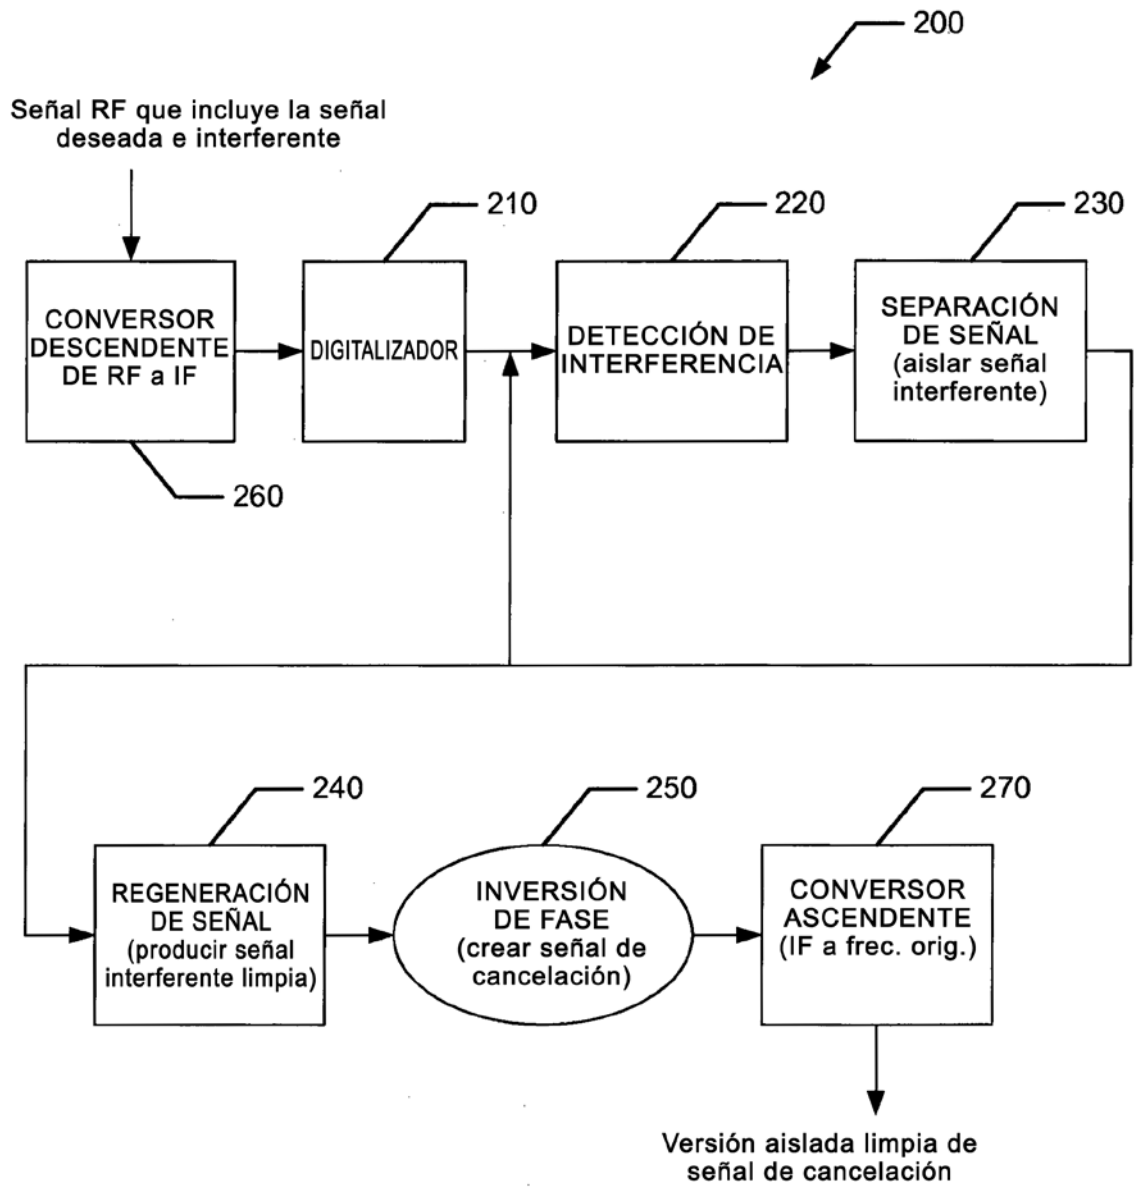 200
Señal RF que incluye la señal
deseada e interferente
210
220
230
CONVERSOR
DESCENDENTE
DE RF a IF
DIGITALIZADOR
DETECCIÓN DE
INTERFERENCIA
SEPARACIÓN
DE SEÑAL
(aislar señal
interferente)
260
240
250
270
REGENERACIÓN
DE SEÑAL
(producir señal
interferente limpia)
INVERSIÓN
DE FASE
(crear señal de
cancelación)
CONVERSOR
ASCENDENTE
(IF a frec. orig.)
Versión aislada limpia de
señal de cancelación